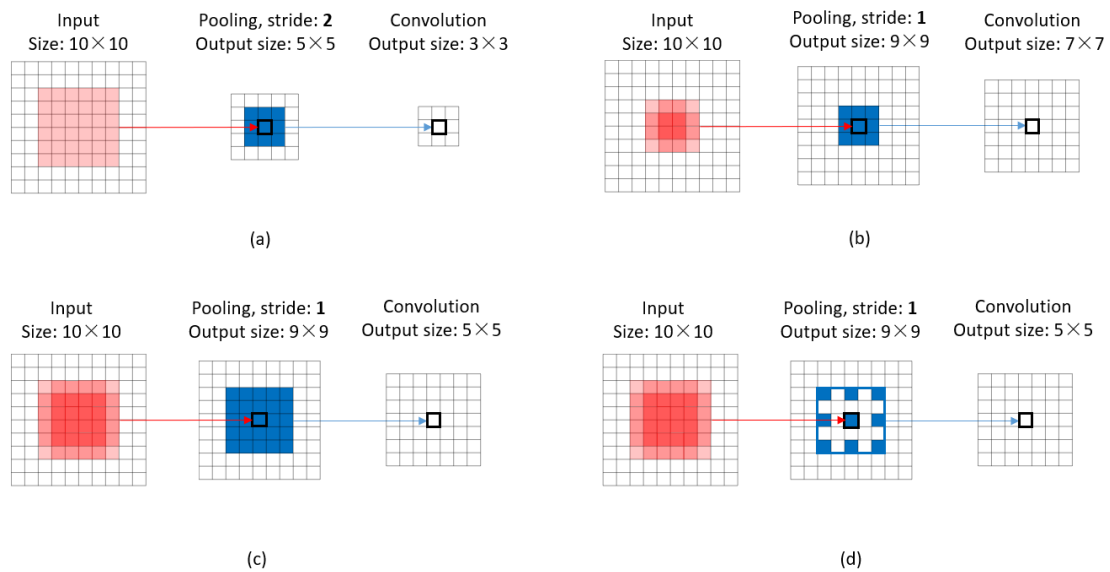 Input
Size: 10×10
Pooling, stride: 2
Output size: 5×5
Convolution
Output size: 3×3
(a)
Input
Size: 10×10
Pooling, stride: 1
Output size: 9×9
Convolution
Output size: 7×7
(b)
Input
Size: 10×10
Pooling, stride: 1
Output size: 9×9
Convolution
Output size: 5×5
(c)
Input
Size: 10×10
Pooling, stride: 1
Output size: 9×9
Convolution
Output size: 5×5
(d)